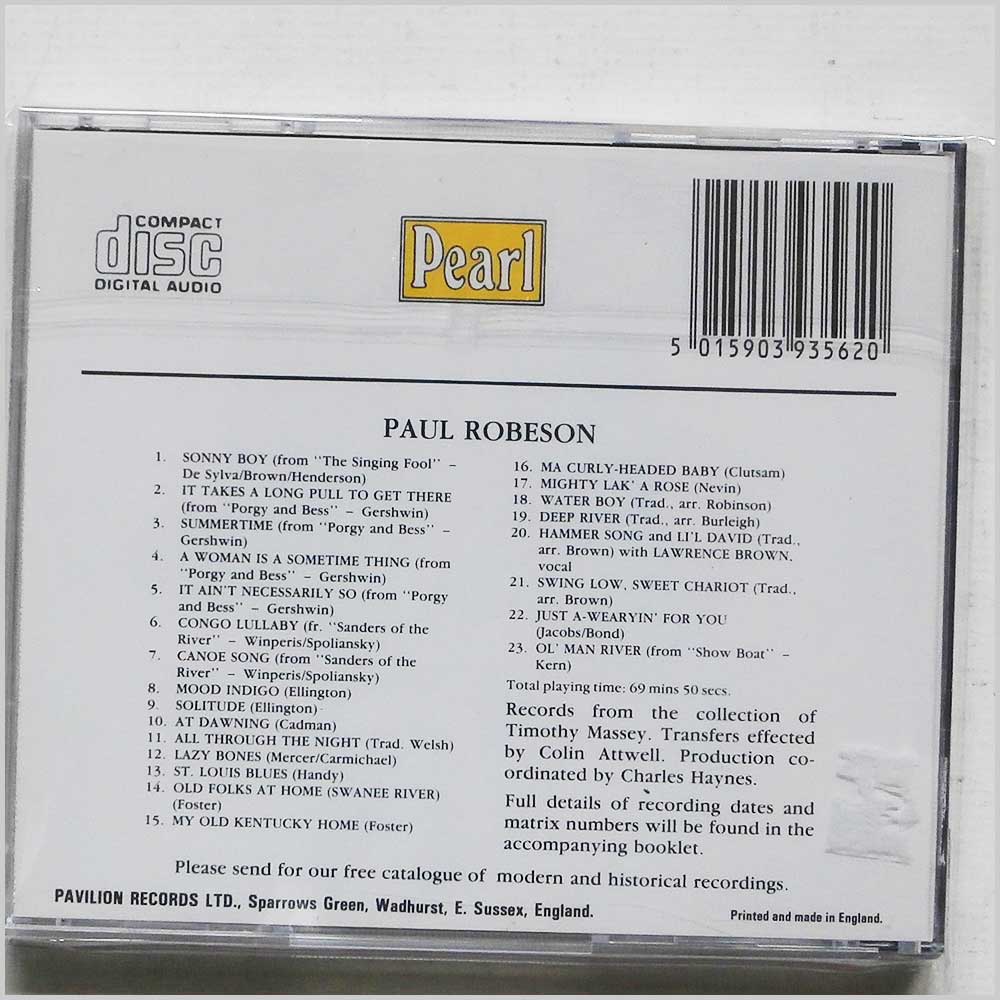 COMPACT
disc
DIGITAL AUDIO
Pearl
5 015903 935620
PAUL ROBESON
1. SONNY BOY (from "The Singing Fool" –
De Sylva/Brown/Henderson)
2. IT TAKES A LONG PULL TO GET THERE
(from "Porgy and Bess" – Gershwin)
3. SUMMERTIME (from "Porgy and Bess" –
Gershwin)
4. A WOMAN IS A SOMETIME THING (from
"Porgy and Bess" – Gershwin)
5. IT AIN'T NECESSARILY SO (from "Porgy
and Bess" – Gershwin)
6. CONGO LULLABY (fr. "Sanders of the
River" – Winperis/Spoliansky)
7. CANOE SONG (from "Sanders of the
River" – Winperis/Spoliansky)
8. MOOD INDIGO (Ellington)
9. SOLITUDE (Ellington)
10. AT DAWNING (Cadman)
11. ALL THROUGH THE NIGHT (Trad. Welsh)
12. LAZY BONES (Mercer/Carmichael)
13. ST. LOUIS BLUES (Handy)
14. OLD FOLKS AT HOME (SWANEE RIVER)
(Foster)
15. MY OLD KENTUCKY HOME (Foster)
16. MA CURLY-HEADED BABY (Clutsam)
17. MIGHTY LAK' A ROSE (Nevin)
18. WATER BOY (Trad., arr. Robinson)
19. DEEP RIVER (Trad., arr. Burleigh)
20. HAMMER SONG and LI'L DAVID (Trad.,
arr. Brown) with LAWRENCE BROWN,
vocal
21. SWING LOW, SWEET CHARIOT (Trad.,
arr. Brown)
22. JUST A-WEARYIN' FOR YOU
(Jacobs/Bond)
23. OL' MAN RIVER (from "Show Boat" –
Kern)
Total playing time: 69 mins 50 secs.
Records from the collection of
Timothy Massey. Transfers effected
by Colin Attwell. Production co-
ordinated by Charles Haynes.
Full details of recording dates and
matrix numbers will be found in the
accompanying booklet.
Please send for our free catalogue of modern and historical recordings.
PAVILION RECORDS LTD., Sparrows Green, Wadhurst, E. Sussex, England.
Printed and made in England.